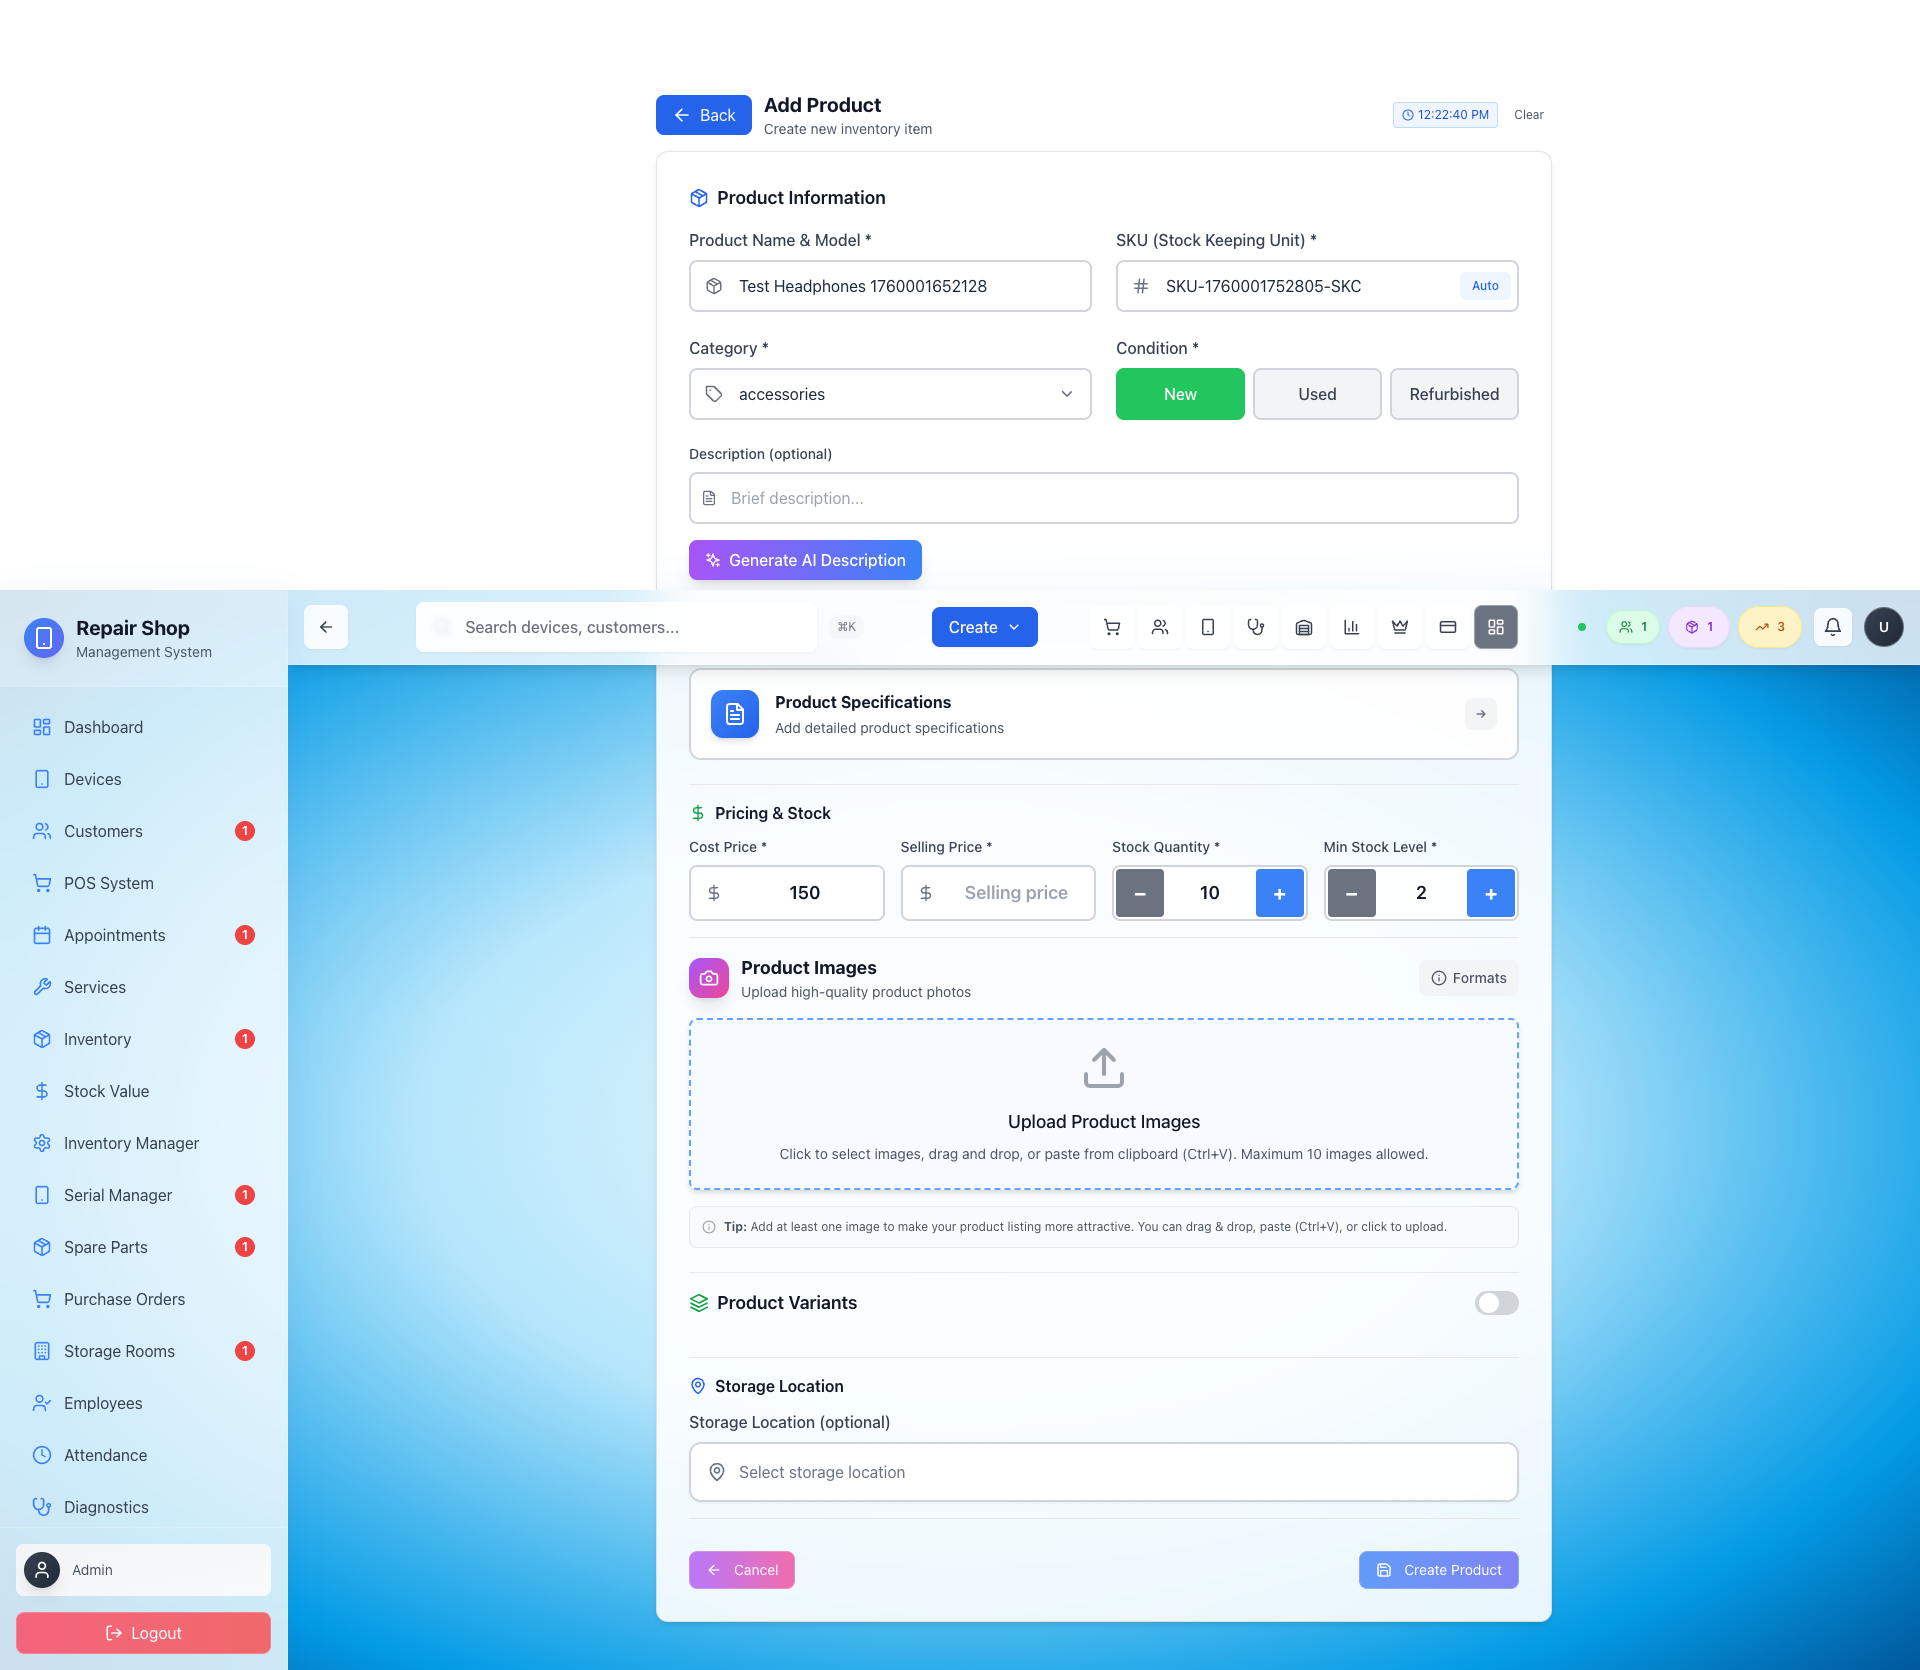 Back
Add Product
Create new inventory item
12:22:40 PM
Clear
Product Information
Product Name & Model *
SKU (Stock Keeping Unit) *
Test Headphones 1760001652128
SKU-1760001752805-SKC
Auto
Category *
Condition *
accessories
New
Used
Refurbished
Description (optional)
Brief description...
Generate AI Description
Repair Shop
Management System
Search devices, customers...
⌘K
Create
1
1
3
U
Dashboard
Devices
Customers
1
POS System
Appointments
1
Services
Inventory
1
Stock Value
Inventory Manager
Serial Manager
1
Spare Parts
1
Purchase Orders
Storage Rooms
1
Employees
Attendance
Diagnostics
Admin
Logout
Product Specifications
Add detailed product specifications
Pricing & Stock
Cost Price *
Selling Price *
Stock Quantity *
Min Stock Level *
150
Selling price
−
10
+
−
2
+
Product Images
Upload high-quality product photos
Formats
Upload Product Images
Click to select images, drag and drop, or paste from clipboard (Ctrl+V). Maximum 10 images allowed.
Tip: Add at least one image to make your product listing more attractive. You can drag & drop, paste (Ctrl+V), or click to upload.
Product Variants
Storage Location
Storage Location (optional)
Select storage location
Cancel
Create Product